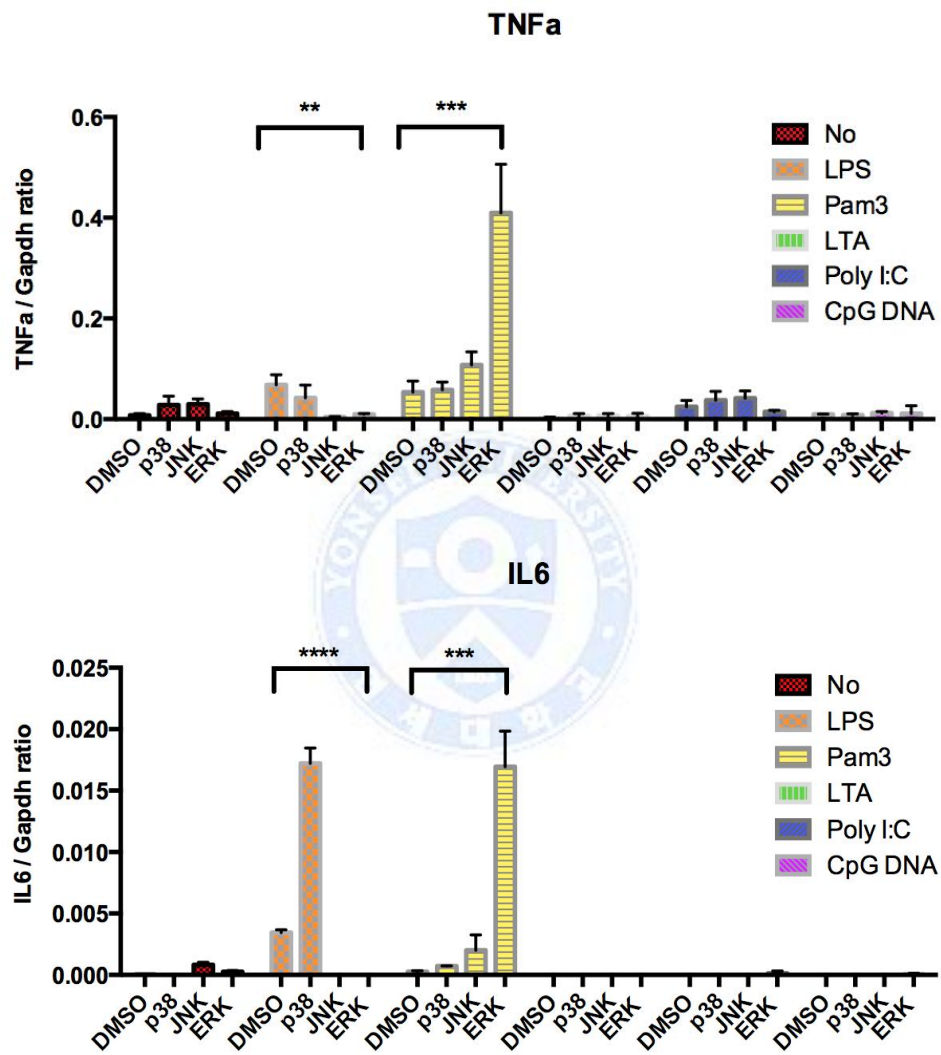 TNFa
** ***
0.6
0.4
0.2
0.0
TNFa / Gapdh ratio
No
LPS
Pam3
LTA
Poly I:C
CpG DNA
DMSO p38 JNK ERK DMSO p38 JNK ERK DMSO p38 JNK ERK DMSO p38 JNK ERK DMSO p38 JNK ERK DMSO p38 JNK ERK
YONSEI UNIVERSITY
IL6
**** ***
0.025
0.020
0.015
0.010
0.005
0.000
IL6 / Gapdh ratio
No
LPS
Pam3
LTA
Poly I:C
CpG DNA
DMSO p38 JNK ERK DMSO p38 JNK ERK DMSO p38 JNK ERK DMSO p38 JNK ERK DMSO p38 JNK ERK DMSO p38 JNK ERK